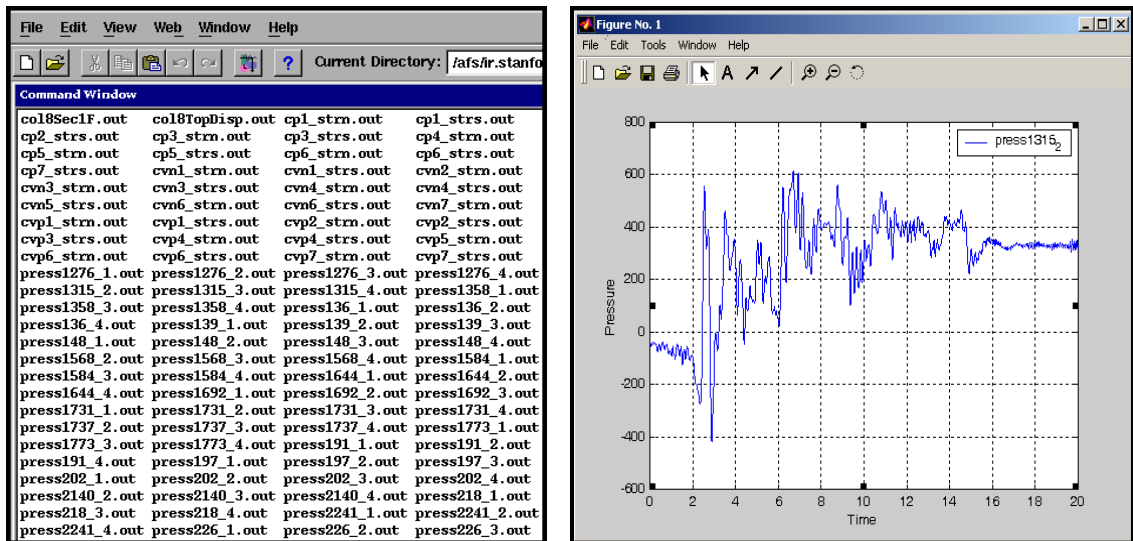 File Edit View Web Window Help
Current Directory: /afs/ir.stanfo
Command Window
col8Sec1F.out col8TopDisp.out cp1_strn.out cp1_strs.out
cp2_strs.out cp3_strn.out cp3_strs.out cp4_strn.out
cp5_strn.out cp5_strs.out cp6_strn.out cp6_strs.out
cp7_strs.out cvn1_strn.out cvn1_strs.out cvn2_strn.out
cvn3_strn.out cvn3_strs.out cvn4_strn.out cvn4_strs.out
cvn5_strs.out cvn6_strn.out cvn6_strs.out cvn7_strn.out
cvp1_strn.out cvp1_strs.out cvp2_strn.out cvp2_strs.out
cvp3_strs.out cvp4_strn.out cvp4_strs.out cvp5_strn.out
cvp6_strn.out cvp6_strs.out cvp7_strn.out cvp7_strs.out
press1276_1.out press1276_2.out press1276_3.out press1276_4.out
press1315_2.out press1315_3.out press1315_4.out press1358_1.out
press1358_3.out press1358_4.out press136_1.out press136_2.out
press136_4.out press139_1.out press139_2.out press139_3.out
press148_1.out press148_2.out press148_3.out press148_4.out
press1568_2.out press1568_3.out press1568_4.out press1584_1.out
press1584_3.out press1584_4.out press1644_1.out press1644_2.out
press1644_4.out press1692_1.out press1692_2.out press1692_3.out
press1731_1.out press1731_2.out press1731_3.out press1731_4.out
press1737_2.out press1737_3.out press1737_4.out press1773_1.out
press1773_3.out press1773_4.out press191_1.out press191_2.out
press191_4.out press197_1.out press197_2.out press197_3.out
press202_1.out press202_2.out press202_3.out press202_4.out
press2140_2.out press2140_3.out press2140_4.out press218_1.out
press218_3.out press218_4.out press2241_1.out press2241_2.out
press2241_4.out press226_1.out press226_2.out press226_3.out
Figure No. 1
File Edit Tools Window Help
A
press1315₂
800
600
400
200
0
-200
-400
-600
Pressure
0 2 4 6 8 10 12 14 16 18 20
Time